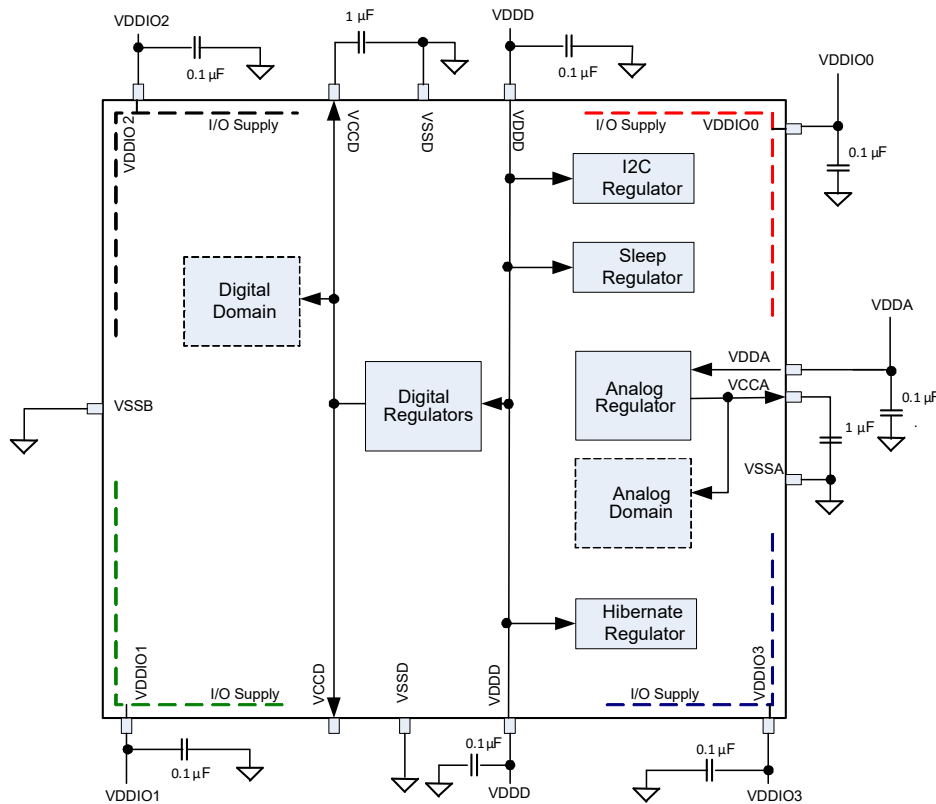 VDDIO2
0.1 µF
1 µF
VDDD
0.1 µF
VDDIO0
0.1 µF
VDDIO2
I/O Supply
VCCD
VSSD
VDDD
I/O Supply
VDDIO0
I2C
Regulator
Sleep
Regulator
Digital
Domain
VDDA
VDDA
Analog
Regulator
VCCA
0.1 µF
.
Digital
Regulators
VSSB
1 µF
VSSA
Analog
Domain
Hibernate
Regulator
VDDIO1
I/O Supply
VCCD
VSSD
VDDD
I/O Supply
VDDIO3
0.1 µF
VDDIO1
0.1 µF
VDDD
0.1 µF
VDDIO3